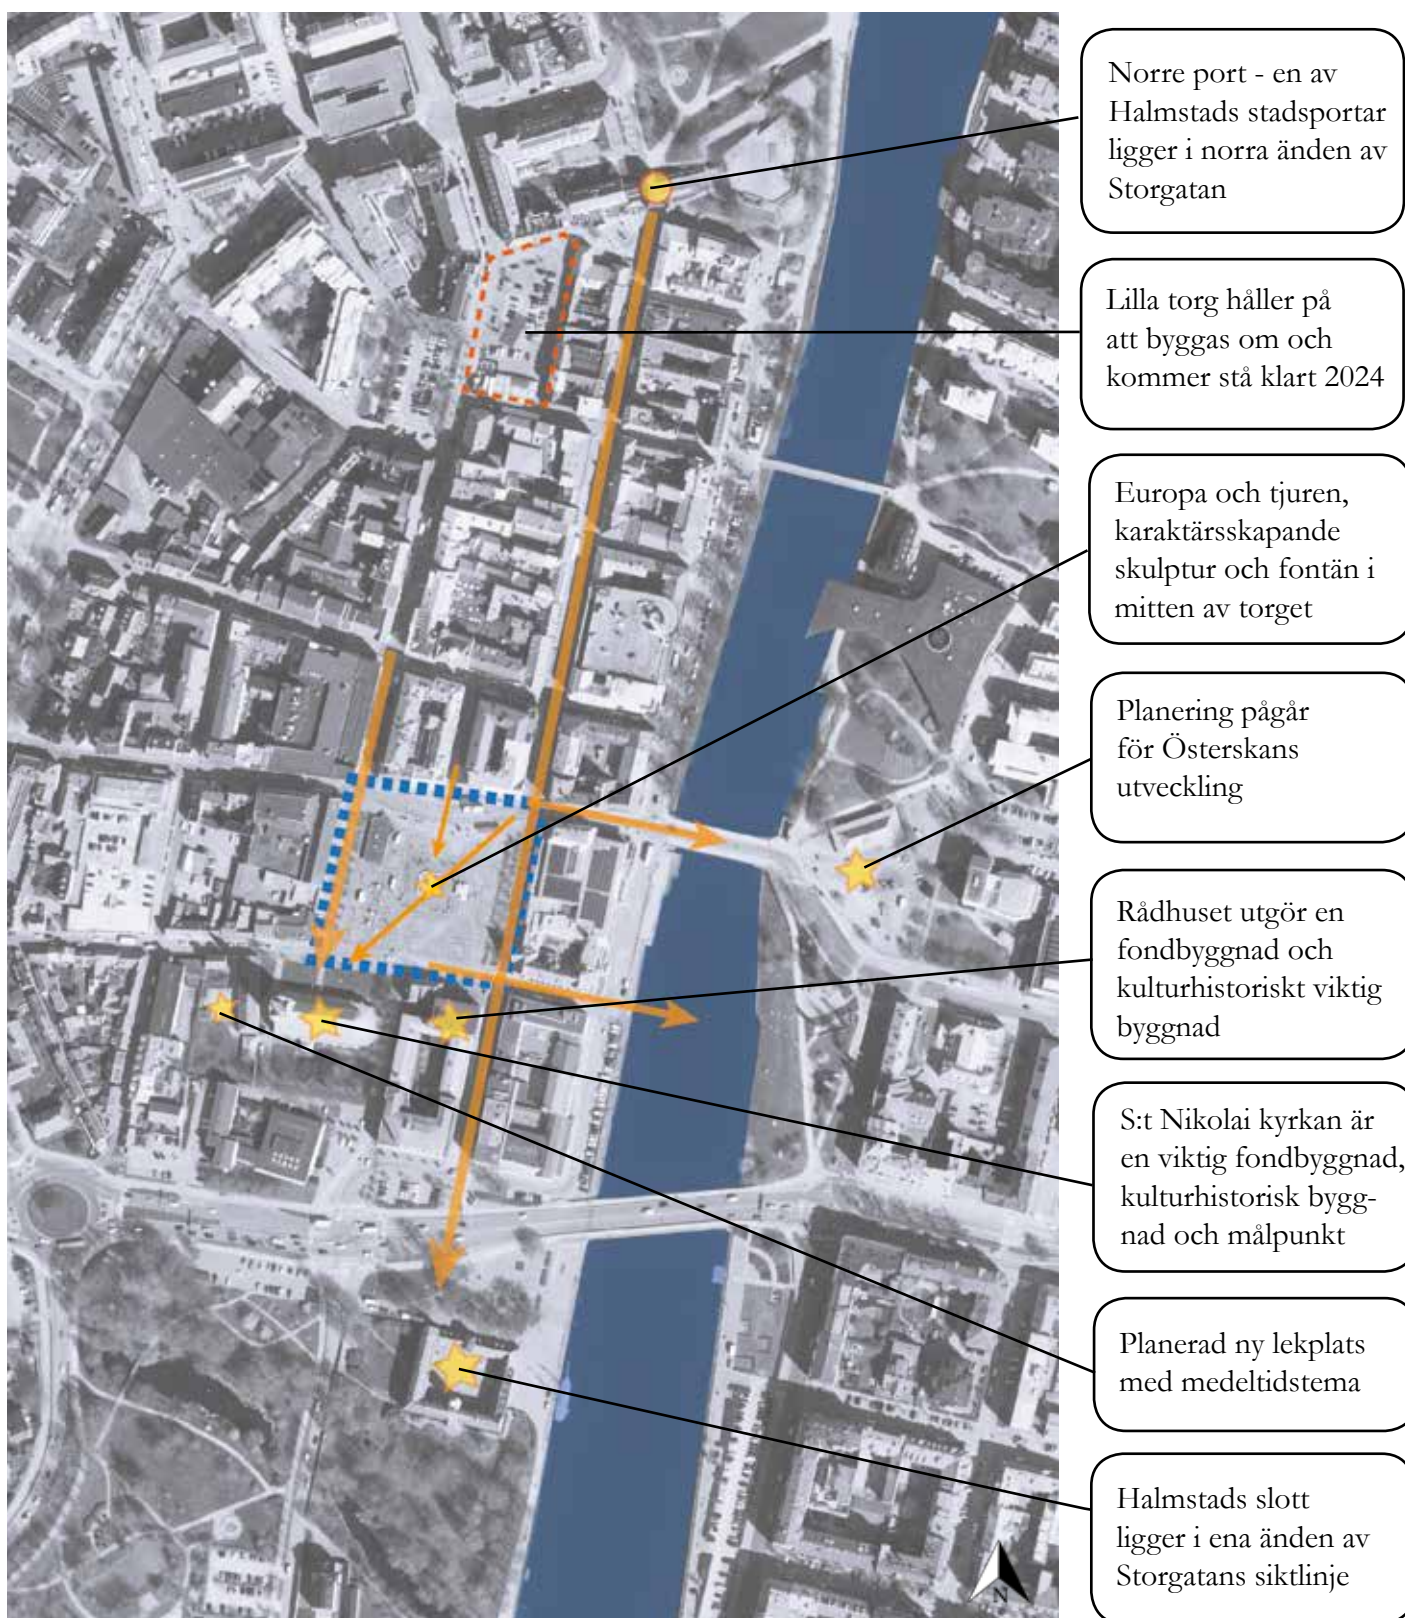 Norre port - en av
Halmstads stadsportar
ligger i norra änden av
Storgatan
Lilla torg håller på
att byggas om och
kommer stå klart 2024
Europa och tjuren,
karaktärsskapande
skulptur och fontän i
mitten av torget
Planering pågår
för Österskans
utveckling
Rådhuset utgör en
fondbyggnad och
kulturhistoriskt viktig
byggnad
S:t Nikolai kyrkan är
en viktig fondbyggnad,
kulturhistorisk bygg-
nad och målpunkt
Planerad ny lekplats
med medeltidstema
Halmstads slott
ligger i ena änden av
Storgatans siktlinje
N